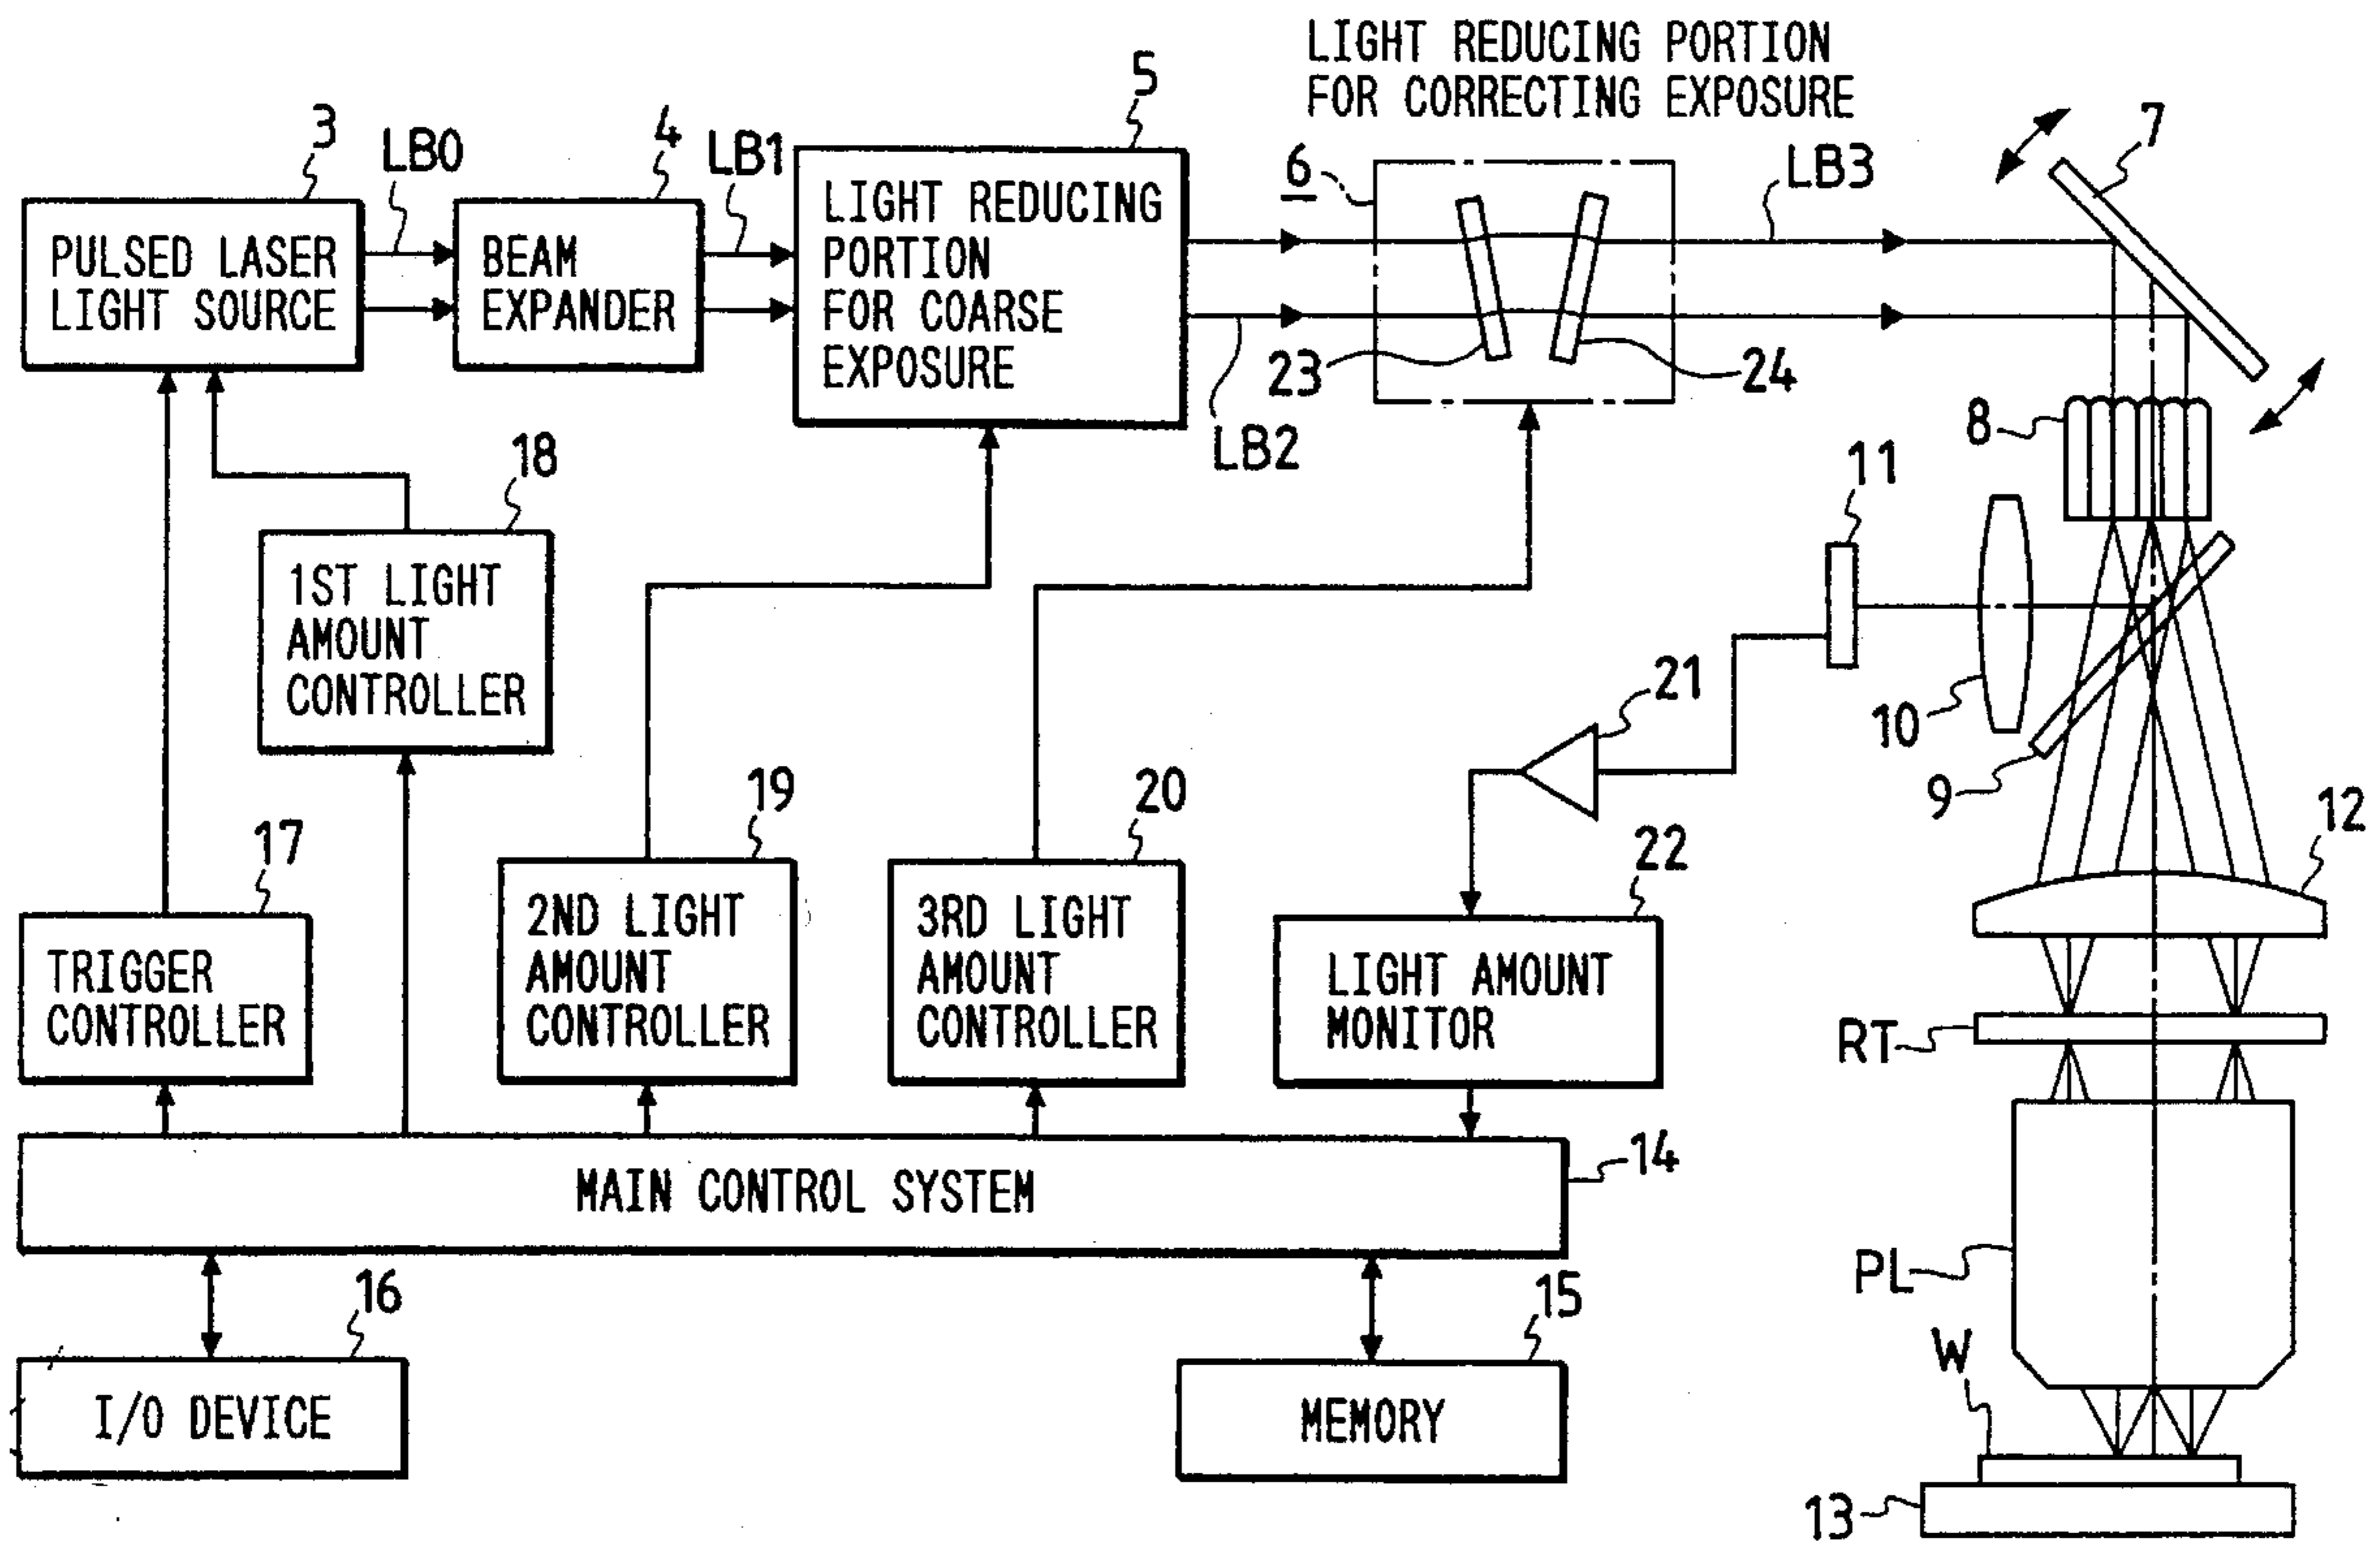 LIGHT REDUCING PORTION
FOR CORRECTING EXPOSURE
3
LB0
4
LB1
5
6
LB3
7
PULSED LASER
LIGHT SOURCE
BEAM
EXPANDER
LIGHT REDUCING
PORTION
FOR COARSE
EXPOSURE
23
24
LB2
8
18
11
1ST LIGHT
AMOUNT
CONTROLLER
21
10
9
17
19
20
22
12
TRIGGER
CONTROLLER
2ND LIGHT
AMOUNT
CONTROLLER
3RD LIGHT
AMOUNT
CONTROLLER
LIGHT AMOUNT
MONITOR
RT
MAIN CONTROL SYSTEM
14
PL
16
15
W
I/O DEVICE
MEMORY
13